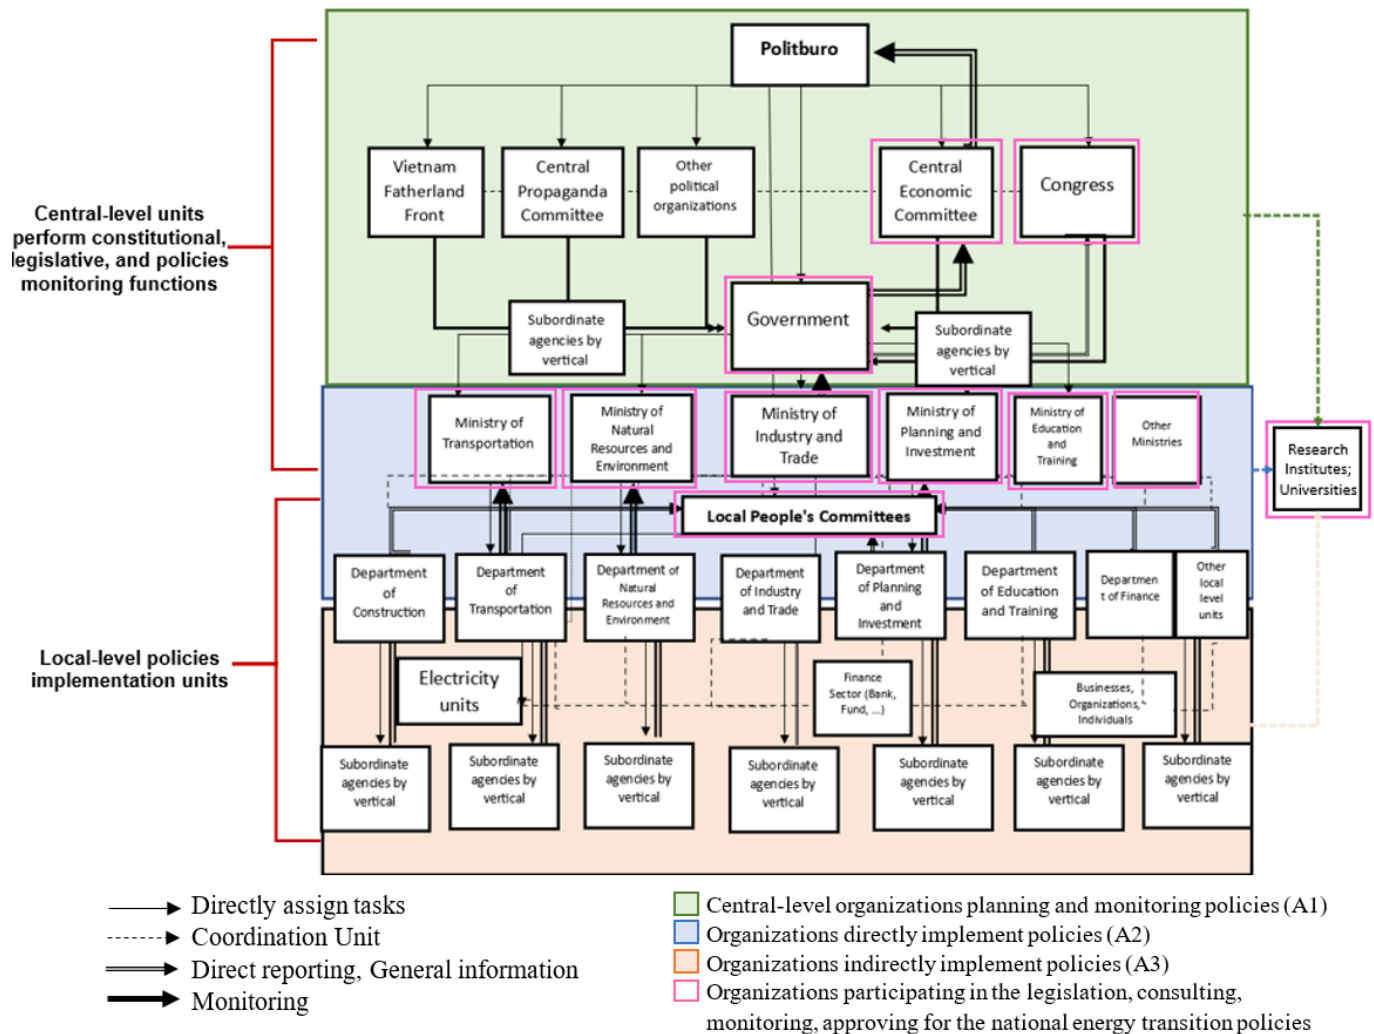 Politburo
Vietnam
Fatherland
Front
Central
Propaganda
Committee
Other
political
organizations
Central
Economic
Committee
Congress
Central-level units
perform constitutional,
legislative, and policies
monitoring functions
Subordinate
agencies by
vertical
Government
Subordinate
agencies by
vertical
Ministry of
Transportation
Ministry of
Natural
Resources and
Environment
Ministry of
Industry and
Trade
Ministry of
Planning and
Investment
Ministry of
Education
and
Training
Other
Ministries
Research
Institutes;
Universities
Local People's Committees
Department
of
Construction
Department
of
Transportation
Department of
Natural
Resources and
Environment
Department
of Industry
and Trade
Department
of Planning
and
Investment
Department
of Education
and Training
Departmen
t of Finance
Other
local
level
units
Local-level policies
implementation units
Electricity
units
Finance
Sector (Bank,
Fund, ...)
Businesses,
Organizations,
Individuals
Subordinate
agencies by
vertical
Subordinate
agencies by
vertical
Subordinate
agencies by
vertical
Subordinate
agencies by
vertical
Subordinate
agencies by
vertical
Subordinate
agencies by
vertical
Subordinate
agencies by
vertical
Directly assign tasks
Coordination Unit
Direct reporting, General information
Monitoring
Central-level organizations planning and monitoring policies (A1)
Organizations directly implement policies (A2)
Organizations indirectly implement policies (A3)
Organizations participating in the legislation, consulting,
monitoring, approving for the national energy transition policies